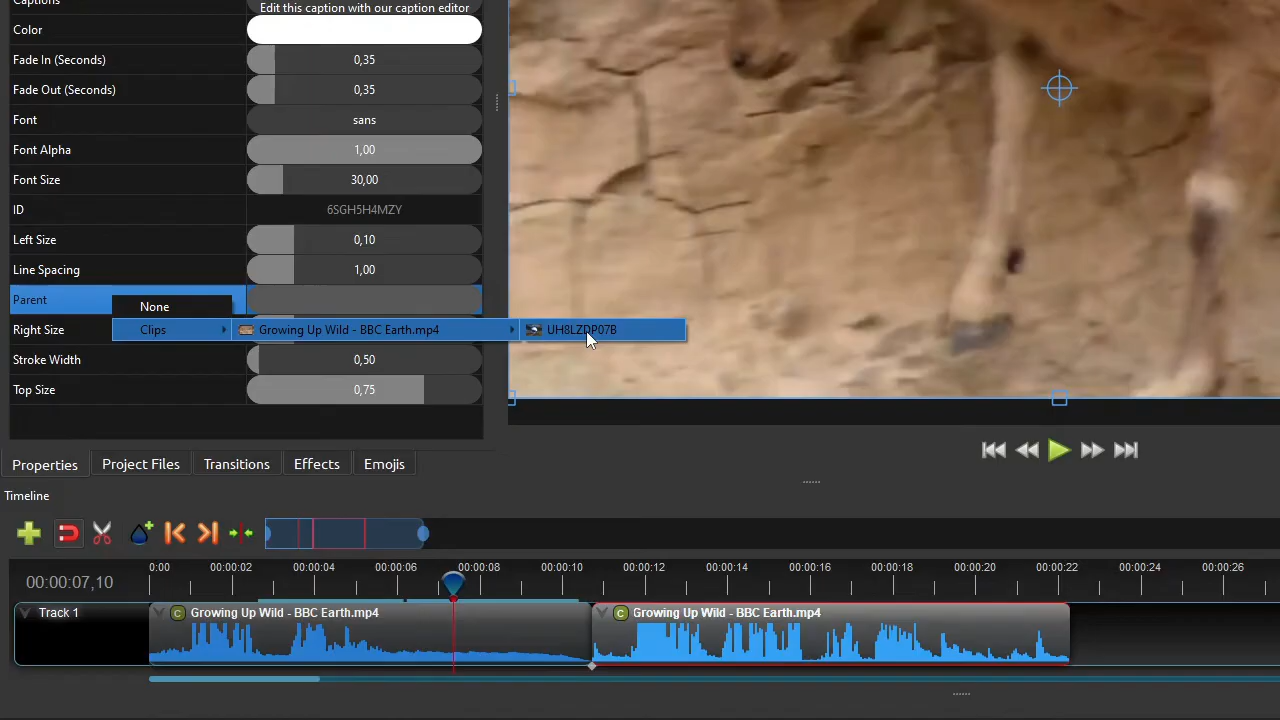 Captions
Edit this caption with our caption editor
Color
Fade In (Seconds) 0,35
Fade Out (Seconds) 0,35
Font sans
Font Alpha 1,00
Font Size 30,00
ID 6SGH5H4MZY
Left Size 0,10
Line Spacing 1,00
Parent
None
Right Size
Clips
Growing Up Wild - BBC Earth.mp4
UH8LZDP07B
Stroke Width 0,50
Top Size 0,75
Properties Project Files Transitions Effects Emojis
Timeline
0:00 00:00:02 00:00:04 00:00:06 00:00:08 00:00:10 00:00:12 00:00:14 00:00:16 00:00:18 00:00:20 00:00:22 00:00:24 00:00:26
00:00:07,10
Track 1
C Growing Up Wild - BBC Earth.mp4
C Growing Up Wild - BBC Earth.mp4